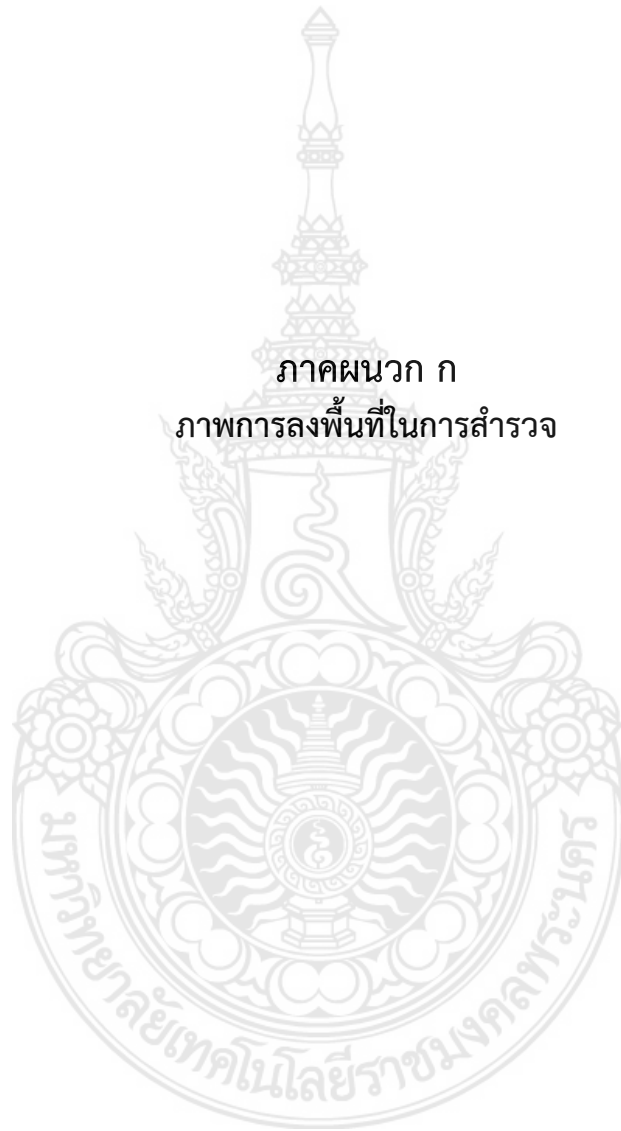 ภาคผนวก ก
ภาพการลงพื้นที่ในการสำรวจ
มหาวิทยาลัยเทคโนโลยีราชมงคลพระนคร